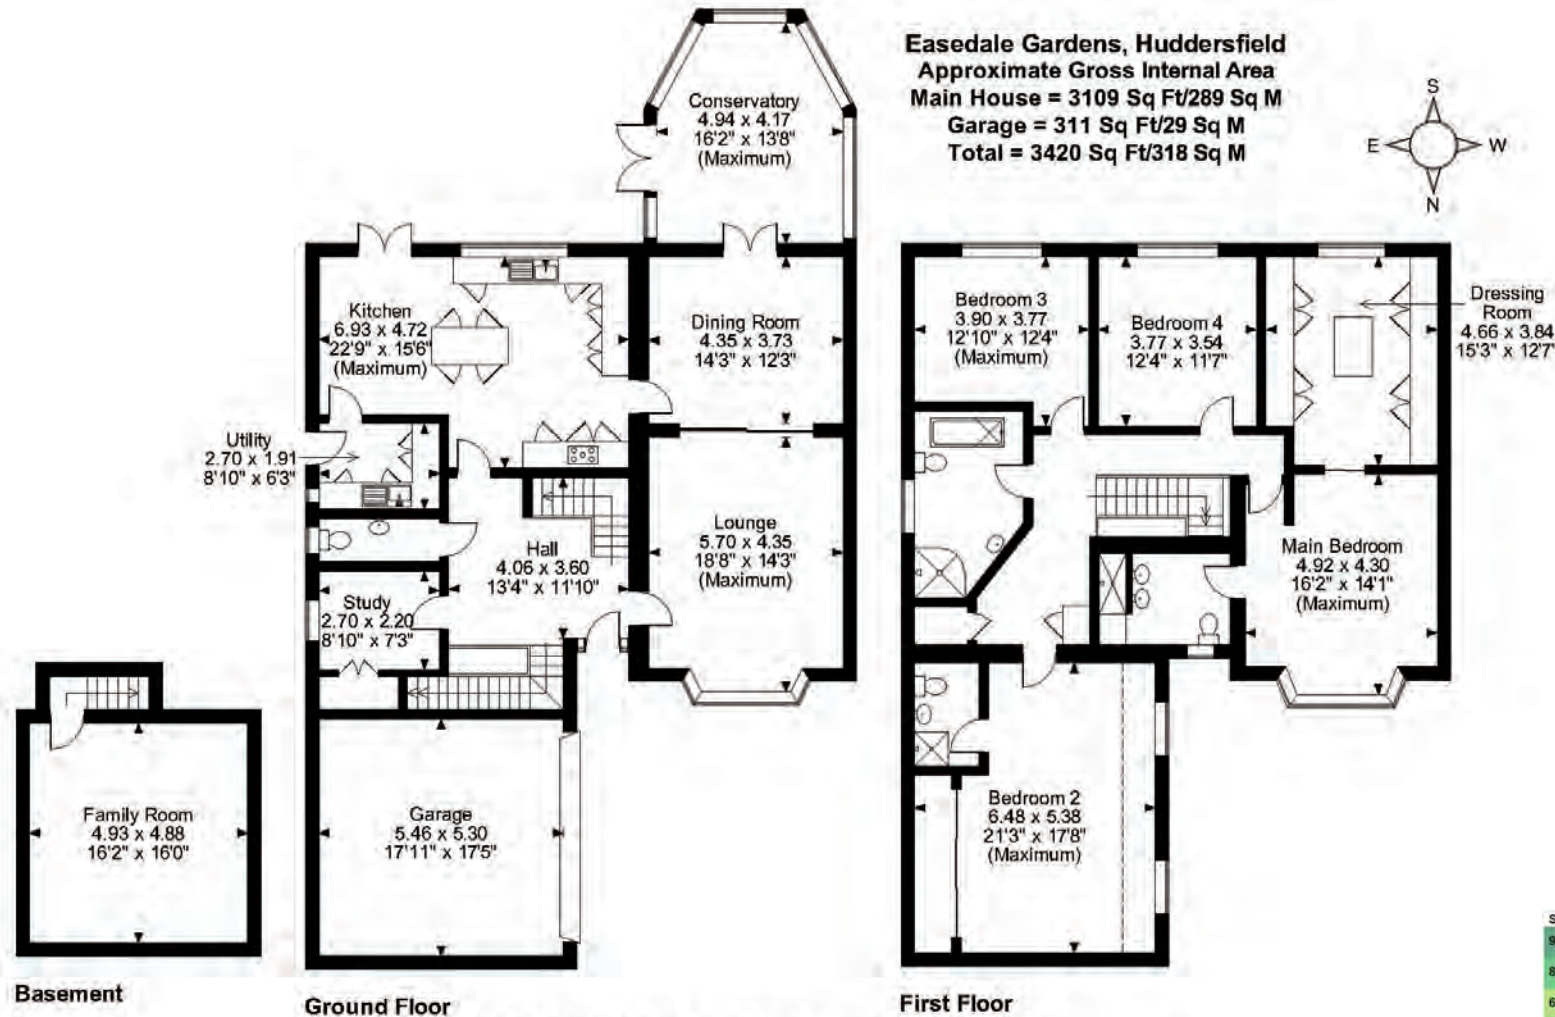 Easedale Gardens, Huddersfield
Approximate Gross Internal Area
Main House = 3109 Sq Ft/289 Sq M
Garage = 311 Sq Ft/29 Sq M
Total = 3420 Sq Ft/318 Sq M
S
E
W
N
Conservatory
4.94 x 4.17
16'2" x 13'8"
(Maximum)
Kitchen
6.93 x 4.72
22'9" x 15'6"
(Maximum)
Dining Room
4.35 x 3.73
14'3" x 12'3"
Utility
2.70 x 1.91
8'10" x 6'3"
Lounge
5.70 x 4.35
18'8" x 14'3"
(Maximum)
Hall
4.06 x 3.60
13'4" x 11'10"
Study
2.70 x 2.20
8'10" x 7'3"
Garage
5.46 x 5.30
17'11" x 17'5"
Family Room
4.93 x 4.88
16'2" x 16'0"
Bedroom 3
3.90 x 3.77
12'10" x 12'4"
(Maximum)
Bedroom 4
3.77 x 3.54
12'4" x 11'7"
Dressing
Room
4.66 x 3.84
15'3" x 12'7"
Main Bedroom
4.92 x 4.30
16'2" x 14'1"
(Maximum)
Bedroom 2
6.48 x 5.38
21'3" x 17'8"
(Maximum)
Basement
Ground Floor
First Floor